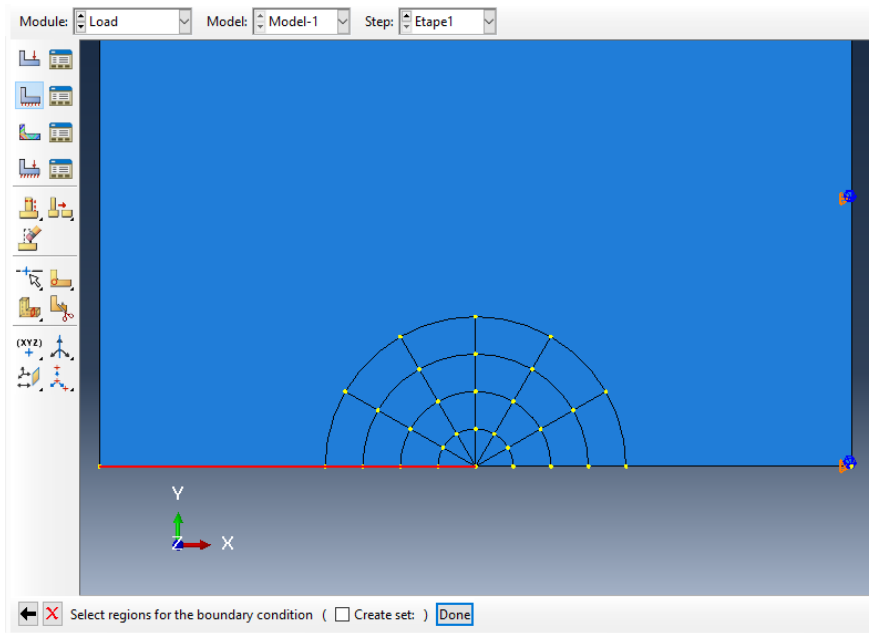 Module: Load Model: Model-1 Step: Etape1
(XYZ)
Y
Z X
Select regions for the boundary condition ( Create set: ) Done